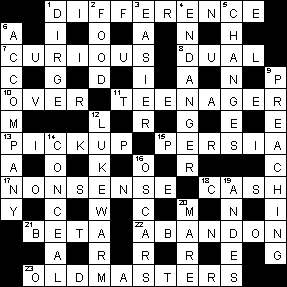 1 D I F 2 F E 3 R E 4 N C 5 E
6 A I O A N H
7 C U R I O U S 8 D U A L
C G D I A N 9 P
10 O V E R 11 T E E N A G E R
M 12 L R G E E
13 P I 14 C K U P 15 P E R S I A
A O K 16 O R C
17 N O N S E N S E 18 C 19 A S H
Y C W C 20 M N I
21 B E T A 22 A B A N D O N
A R R R E G
23 O L D M A S T E R S